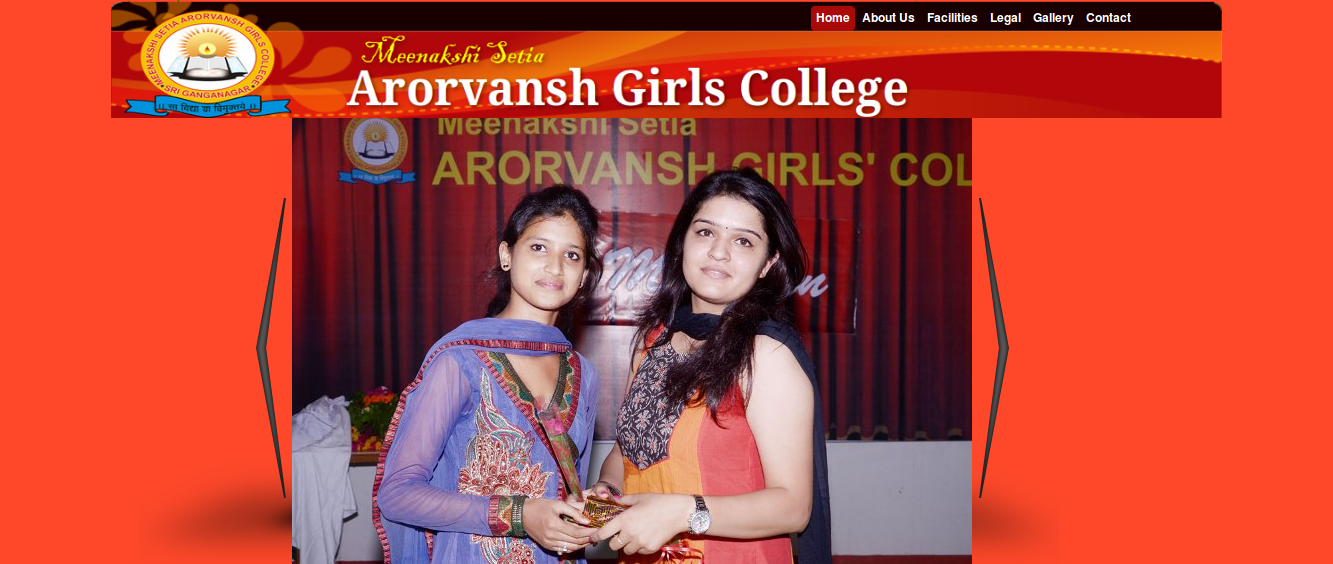 Home About Us Facilities Legal Gallery Contact
MEENAKSHI SETIA ARORVANSH GIRLS COLLEGE
SRI GANGANAGAR
Meenakshi Setia
Arorvansh Girls College
Meenakshi Setia
ARORVANSH GIRLS' COL